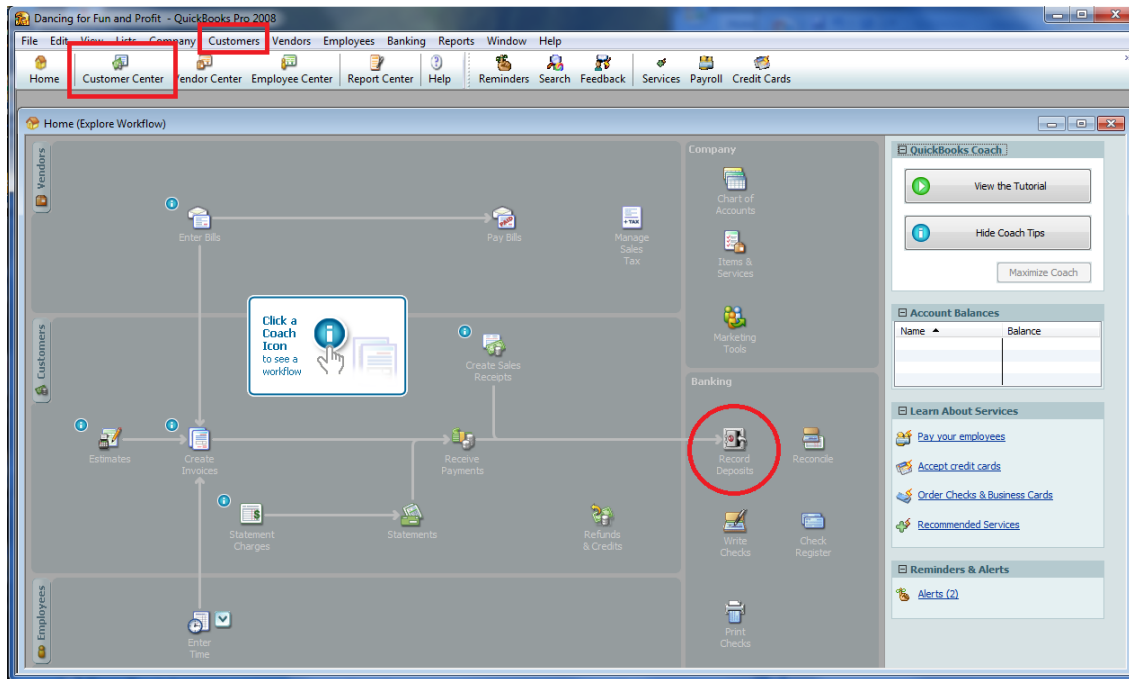 Dancing for Fun and Profit - QuickBooks Pro 2008
File Edit View Lists Company Customers Vendors Employees Banking Reports Window Help
Home Customer Center Vendor Center Employee Center Report Center Help Reminders Search Feedback Services Payroll Credit Cards
Home (Explore Workflow)
Vendors
Enter Bills
Pay Bills
Manage
Sales
Tax
Customers
Click a
Coach
Icon
to see a
workflow
Create Sales
Receipts
Estimates
Create
Invoices
Receive
Payments
Statement
Charges
Statements
Refunds
& Credits
Employees
Enter
Time
Company
Chart of
Accounts
Items &
Services
Marketing
Tools
Banking
Record
Deposits
Reconcile
Write
Checks
Check
Register
Print
Checks
QuickBooks Coach
View the Tutorial
Hide Coach Tips
Maximize Coach
Account Balances
Name Balance
Learn About Services
Pay your employees
Accept credit cards
Order Checks & Business Cards
Recommended Services
Reminders & Alerts
Alerts (2)